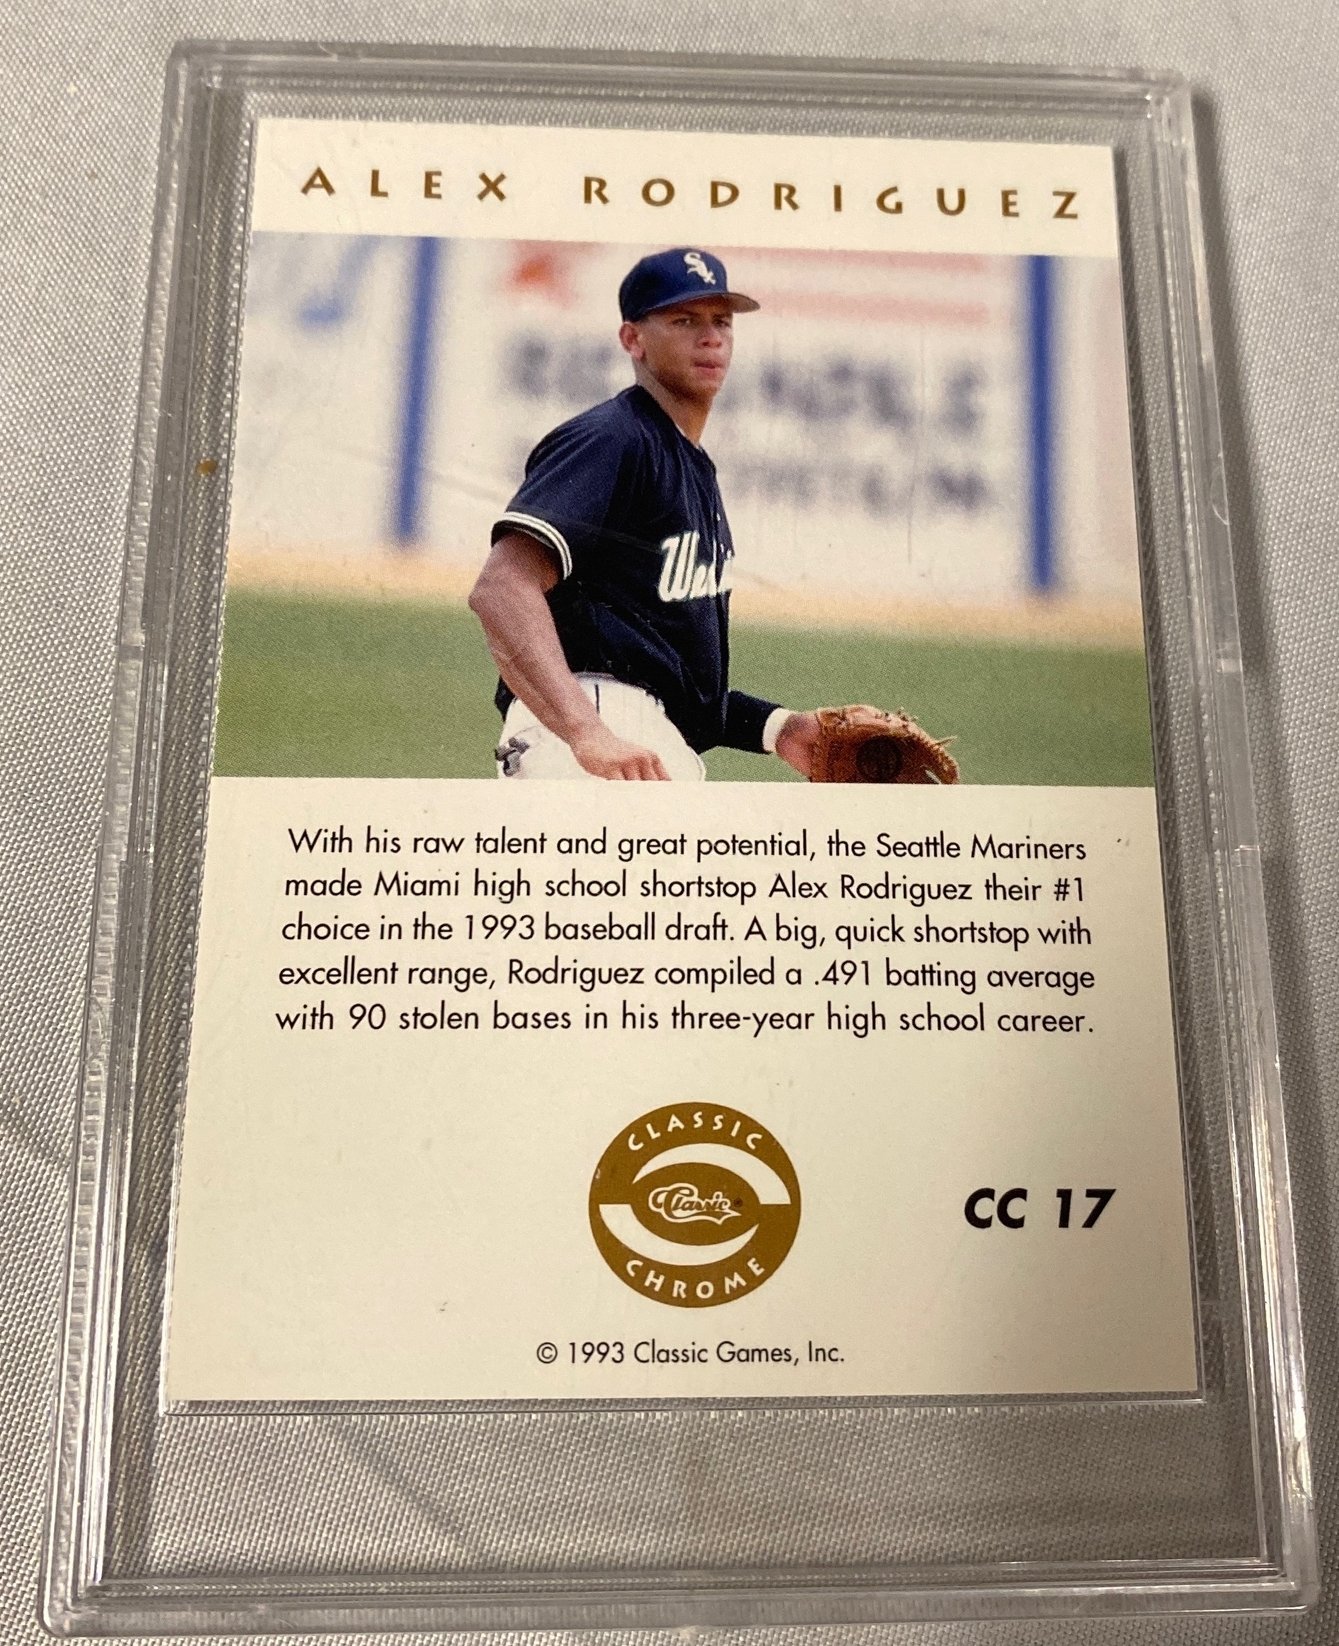 ALEX RODRIGUEZ
With his raw talent and great potential, the Seattle Mariners
made Miami high school shortstop Alex Rodriguez their #1
choice in the 1993 baseball draft. A big, quick shortstop with
excellent range, Rodriguez compiled a .491 batting average
with 90 stolen bases in his three-year high school career.
CLASSIC
Classic®
CHROME
CC 17
© 1993 Classic Games, Inc.